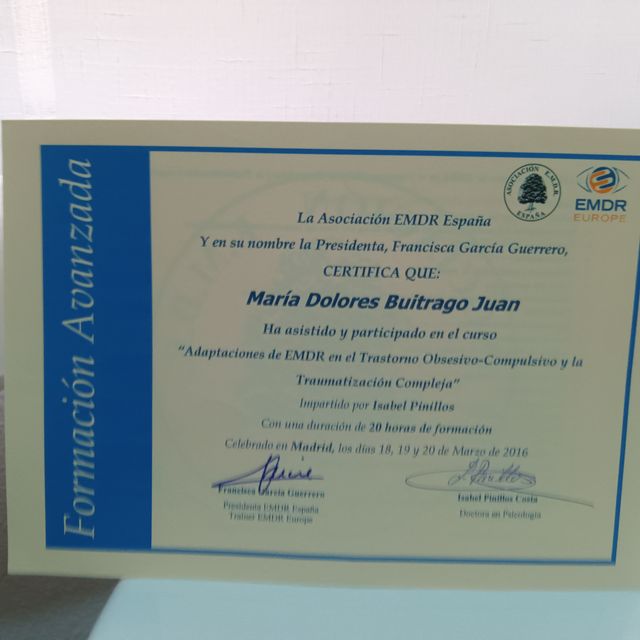 Formación Avanzada
ASOCIACIÓN E.M.D.R.
ESPAÑA
EMDR
EUROPE
La Asociación EMDR España
Y en su nombre la Presidenta, Francisca García Guerrero,
CERTIFICA QUE:
María Dolores Buitrago Juan
Ha asistido y participado en el curso
“Adaptaciones de EMDR en el Trastorno Obsesivo-Compulsivo y la
Traumatización Compleja”
Impartido por Isabel Pinillos
Con una duración de 20 horas de formación
Celebrado en Madrid, los días 18, 19 y 20 de Marzo de 2016
Francisca García Guerrero
Presidenta EMDR España
Trainer EMDR Europe
Isabel Pinillos Costa
Doctora en Psicología